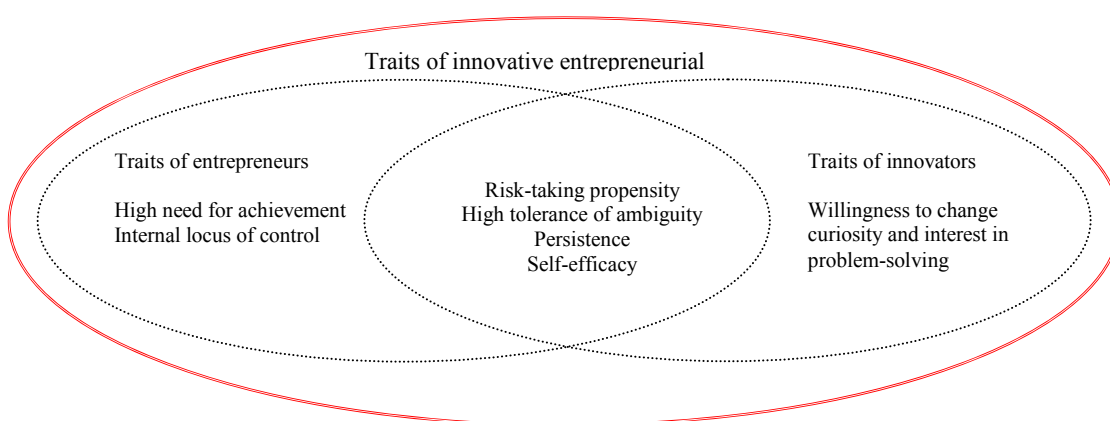 Traits of innovative entrepreneurial
Traits of entrepreneurs
High need for achievement
Internal locus of control
Risk-taking propensity
High tolerance of ambiguity
Persistence
Self-efficacy
Traits of innovators
Willingness to change
curiosity and interest in
problem-solving